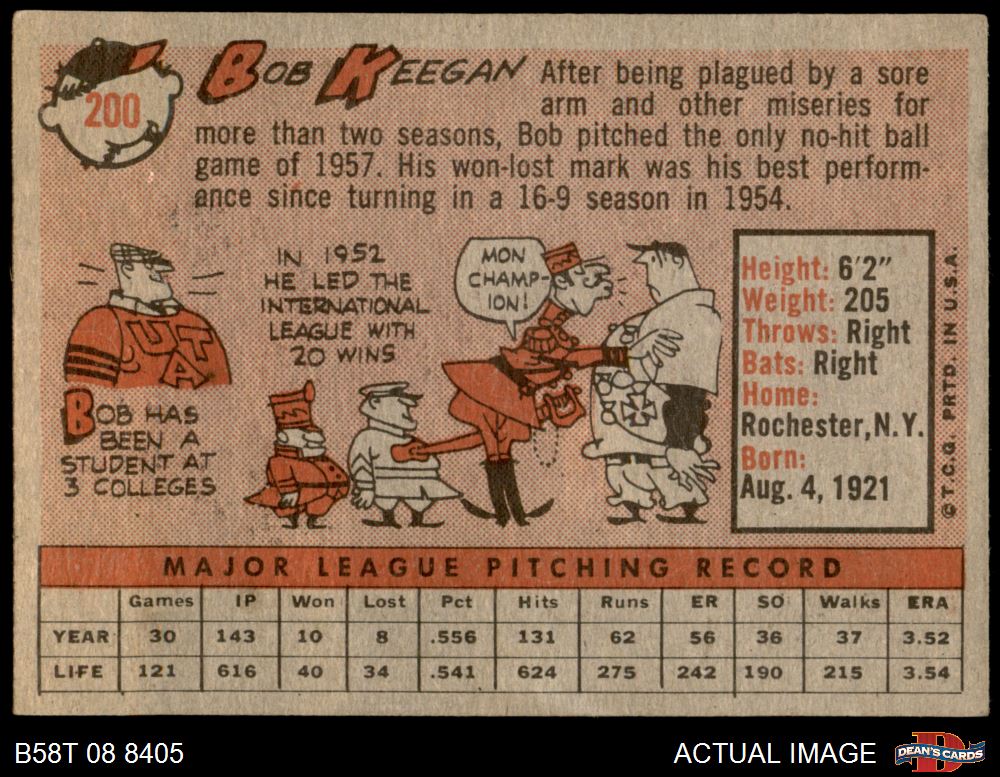 200
BOB KEEGAN After being plagued by a sore
arm and other miseries for
more than two seasons, Bob pitched the only no-hit ball
game of 1957. His won-lost mark was his best perform-
ance since turning in a 16-9 season in 1954.
UTA
BOB HAS
BEEN A
STUDENT AT
3 COLLEGES
IN 1952
HE LED THE
INTERNATIONAL
LEAGUE WITH
20 WINS
MON
CHAMP-
ION!
Height: 6'2"
Weight: 205
Throws: Right
Bats: Right
Home:
Rochester, N.Y.
Born:
Aug. 4, 1921
©T.C.G. PRTD. IN U.S.A.
MAJOR LEAGUE PITCHING RECORD
Games IP Won Lost Pct Hits Runs ER SO Walks ERA
YEAR 30 143 10 8 .556 131 62 56 36 37 3.52
LIFE 121 616 40 34 .541 624 275 242 190 215 3.54
B58T 08 8405
ACTUAL IMAGE
D
DEAN'S CARDS